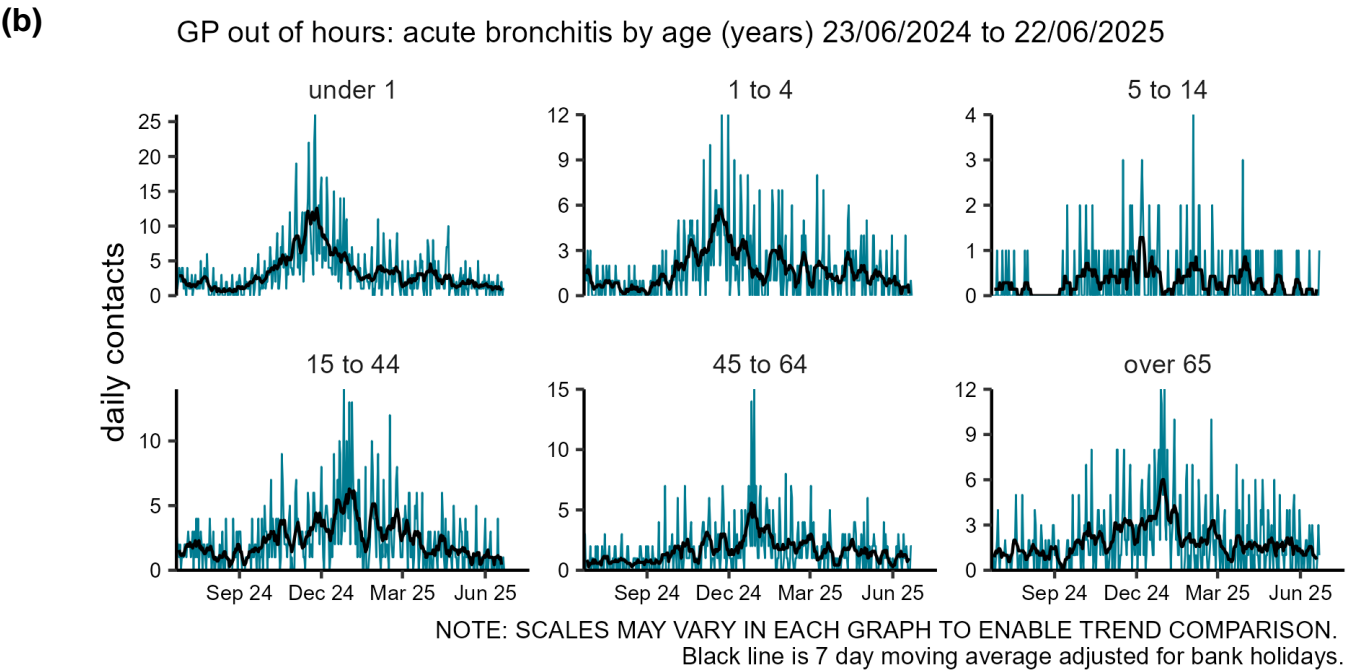 (b)
GP out of hours: acute bronchitis by age (years) 23/06/2024 to 22/06/2025
daily contacts
under 1
25
20
15
10
5
0
1 to 4
12
9
6
3
0
5 to 14
4
3
2
1
0
15 to 44
10
5
0
Sep 24 Dec 24 Mar 25 Jun 25
45 to 64
15
10
5
0
Sep 24 Dec 24 Mar 25 Jun 25
over 65
12
9
6
3
0
Sep 24 Dec 24 Mar 25 Jun 25
NOTE: SCALES MAY VARY IN EACH GRAPH TO ENABLE TREND COMPARISON.
Black line is 7 day moving average adjusted for bank holidays.